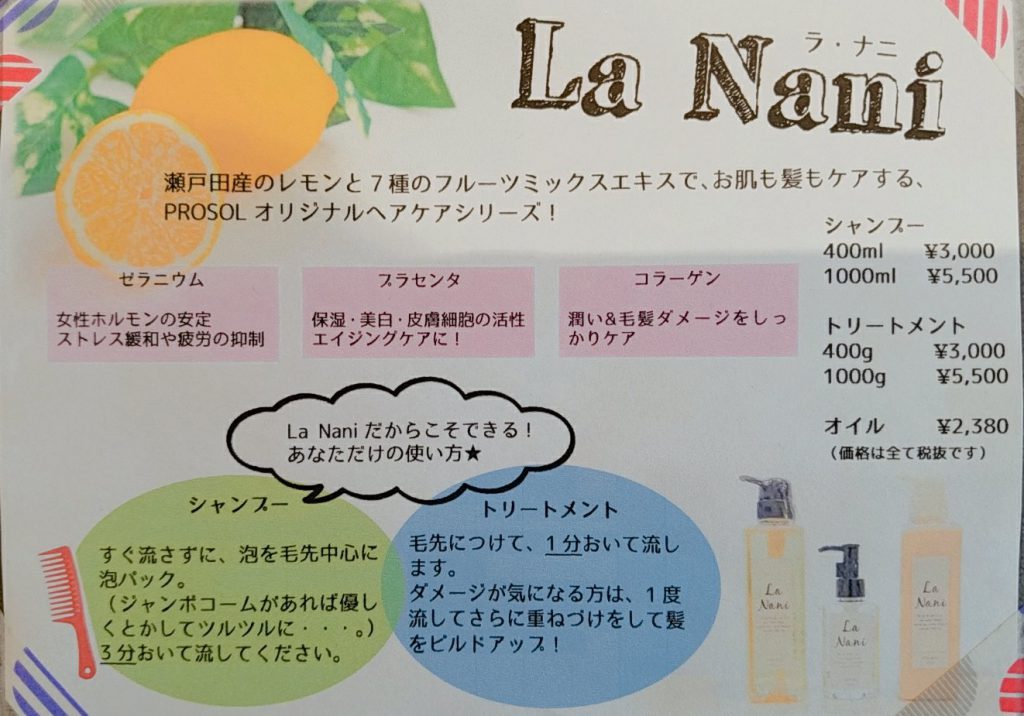 La Nani
ラ・ナニ
瀬戸田産のレモンと7種のフルーツミックスエキスで、お肌も髪もケアする、
PROSOL オリジナルヘアケアシリーズ！
シャンプー
400ml ¥3,000
1000ml ¥5,500
トリートメント
400g ¥3,000
1000g ¥5,500
オイル ¥2,380
（価格は全て税抜です）
ゼラニウム
女性ホルモンの安定
ストレス緩和や疲労の抑制
プラセンタ
保湿・美白・皮膚細胞の活性
エイジングケアに！
コラーゲン
潤い&毛髪ダメージをしっ
かりケア
La Nani だからこそできる！
あなただけの使い方★
シャンプー
すぐ流さずに、泡を毛先中心に
泡パック。
（ジャンボコームがあれば優し
くとかしてツルツルに・・・。）
3分おいて流してください。
トリートメント
毛先につけて、1分おいて流し
ます。
ダメージが気になる方は、1度
流してさらに重ねづけをして髪
をビルドアップ！
La
Nani
La
Nani
La
Nani